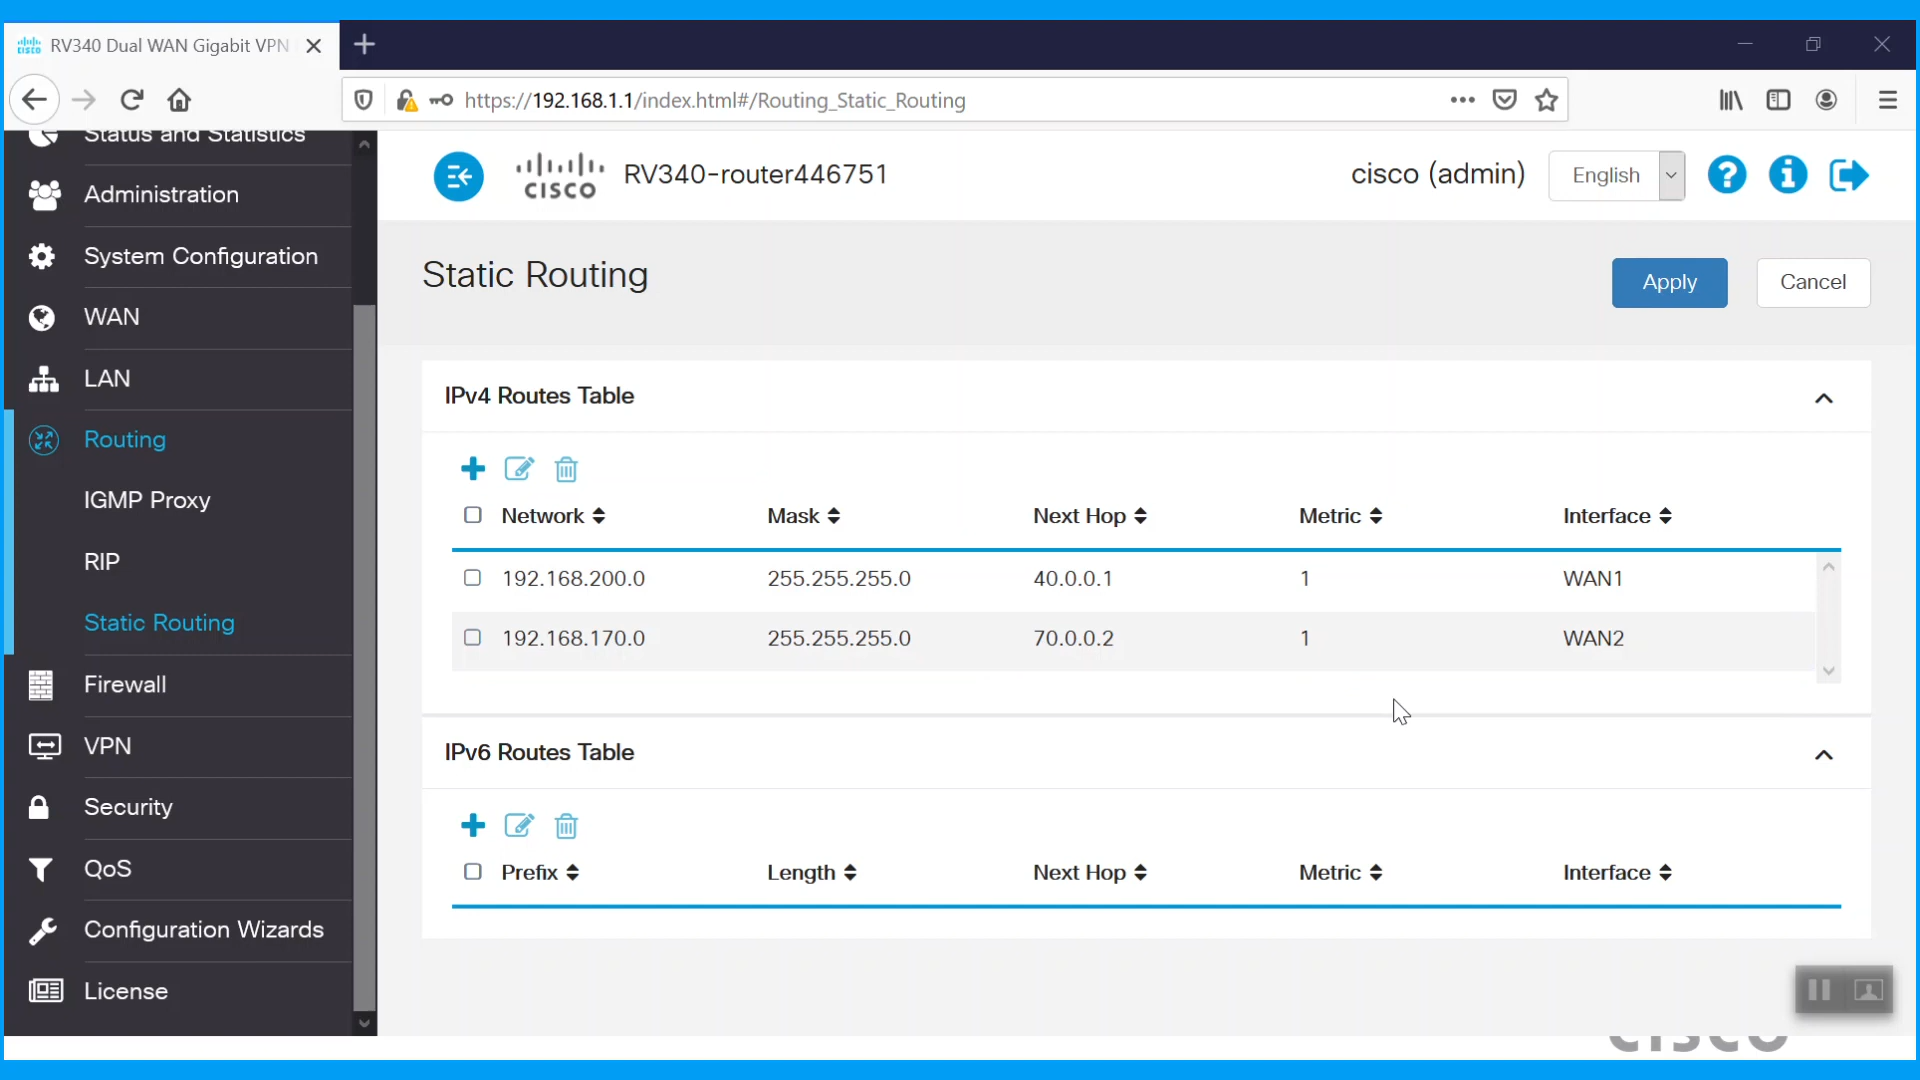 RV340 Dual WAN Gigabit VPN
https://192.168.1.1/index.html#/Routing_Static_Routing
Status and Statistics
Administration
System Configuration
WAN
LAN
Routing
IGMP Proxy
RIP
Static Routing
Firewall
VPN
Security
QoS
Configuration Wizards
License
CISCO RV340-router446751
cisco (admin) English
Static Routing
Apply Cancel
IPv4 Routes Table
Network Mask Next Hop Metric Interface
192.168.200.0 255.255.255.0 40.0.0.1 1 WAN1
192.168.170.0 255.255.255.0 70.0.0.2 1 WAN2
IPv6 Routes Table
Prefix Length Next Hop Metric Interface
CISCO